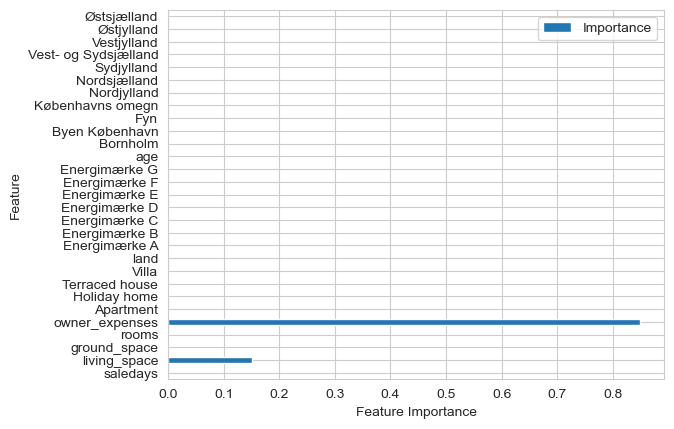 Importance
Østsjælland
Østjylland
Vestjylland
Vest- og Sydsjælland
Sydjylland
Nordsjælland
Nordjylland
Københavns omegn
Fyn
Byen København
Bornholm
age
Energimærke G
Energimærke F
Energimærke E
Energimærke D
Energimærke C
Energimærke B
Energimærke A
land
Villa
Terraced house
Holiday home
Apartment
owner_expenses
rooms
ground_space
living_space
saledays
Feature
0.0 0.1 0.2 0.3 0.4 0.5 0.6 0.7 0.8
Feature Importance